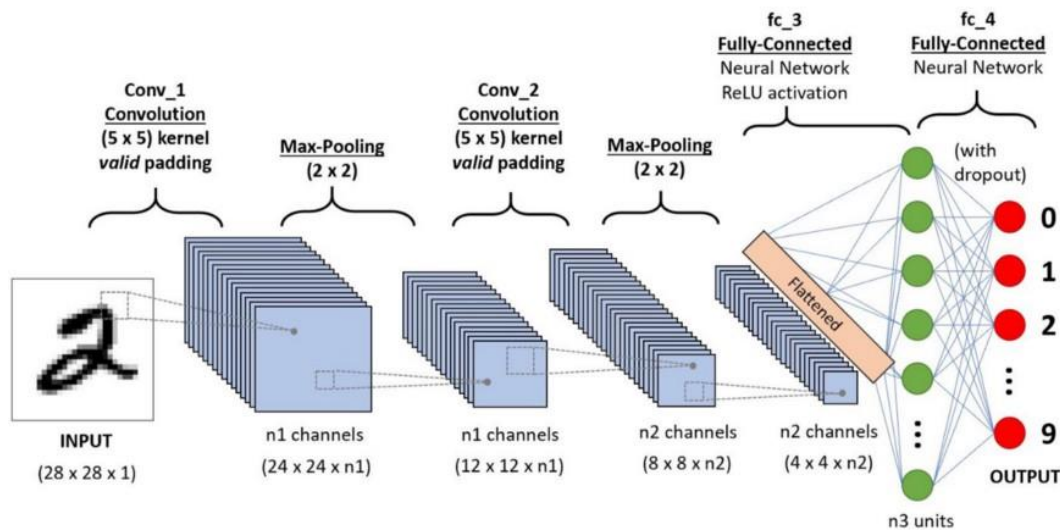 fc_3
Fully-Connected
Neural Network
ReLU activation
fc_4
Fully-Connected
Neural Network
Conv_1
Convolution
(5 x 5) kernel
valid padding
Max-Pooling
(2 x 2)
Conv_2
Convolution
(5 x 5) kernel
valid padding
Max-Pooling
(2 x 2)
(with
dropout)
Flattened
0
1
2
9
INPUT
(28 x 28 x 1)
n1 channels
(24 x 24 x n1)
n1 channels
(12 x 12 x n1)
n2 channels
(8 x 8 x n2)
n2 channels
(4 x 4 x n2)
OUTPUT
n3 units